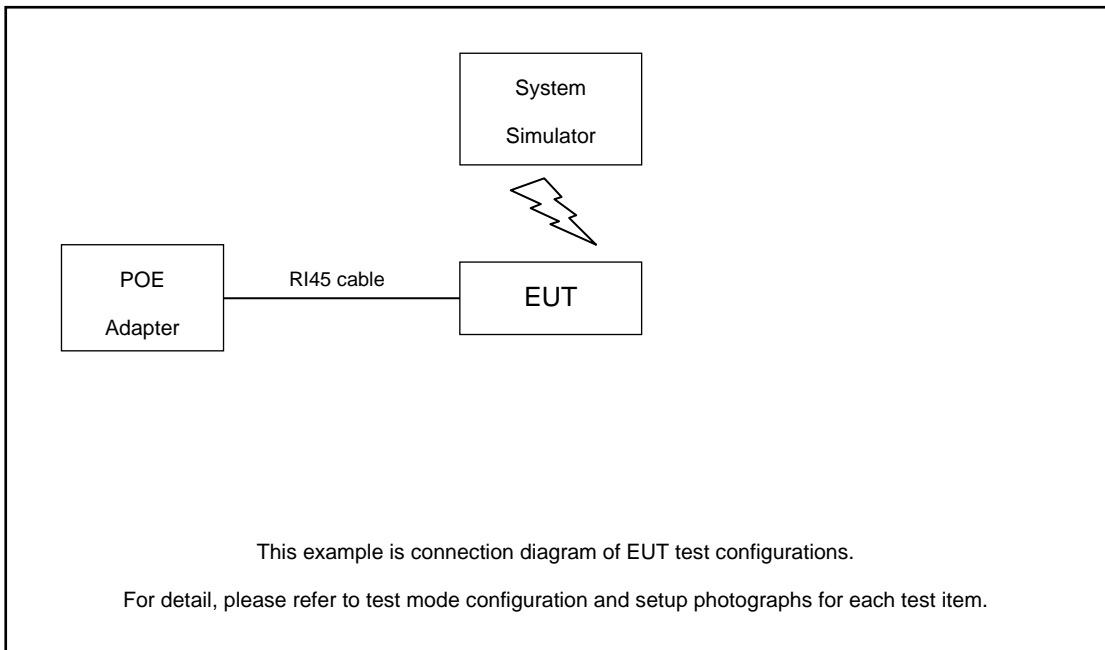 System
Simulator
POE
Adapter
RI45 cable
EUT
This example is connection diagram of EUT test configurations.
For detail, please refer to test mode configuration and setup photographs for each test item.